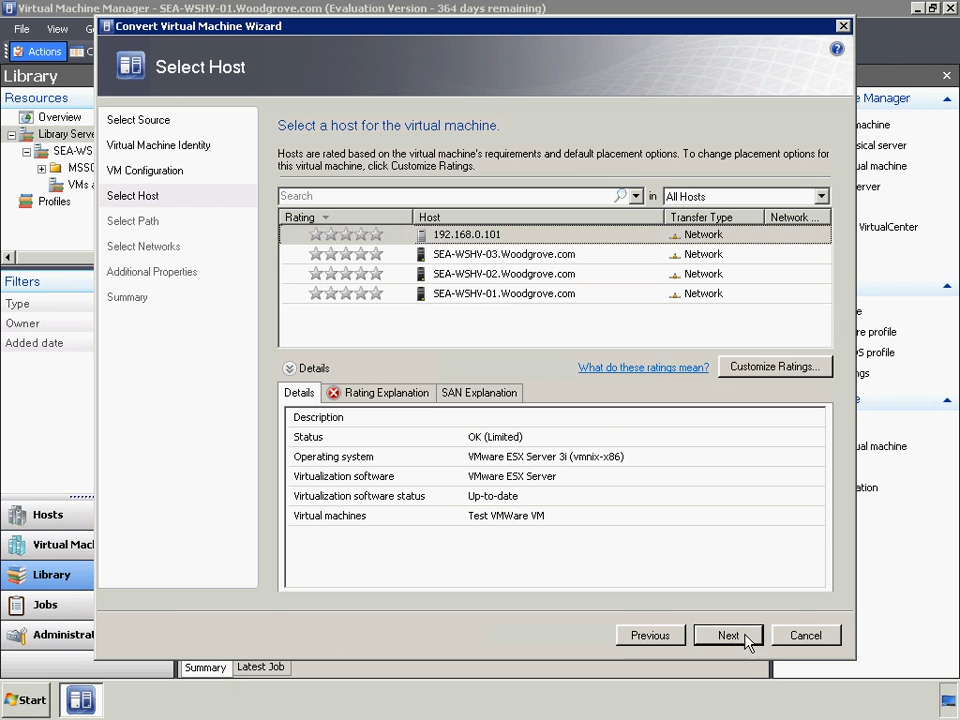 Virtual Machine Manager - SEA-WSHV-01.Woodgrove.com (Evaluation Version - 364 days remaining)
File View
Actions
Library
Resources
Overview
Library Serve
SEA-WS
MSSC
VMs a
Profiles
Filters
Type
Owner
Added date
Hosts
Virtual Macl
Library
Jobs
Administrat
Convert Virtual Machine Wizard
Select Host
Select Source
Virtual Machine Identity
VM Configuration
Select Host
Select Path
Select Networks
Additional Properties
Summary
Select a host for the virtual machine.
Hosts are rated based on the virtual machine's requirements and default placement options. To change placement options for
this virtual machine, click Customize Ratings.
Search in All Hosts
Rating Host Transfer Type Network ...
192.168.0.101 Network
SEA-WSHV-03.Woodgrove.com Network
SEA-WSHV-02.Woodgrove.com Network
SEA-WSHV-01.Woodgrove.com Network
Details What do these ratings mean? Customize Ratings...
Details Rating Explanation SAN Explanation
Description
Status OK (Limited)
Operating system VMware ESX Server 3i (vmnix-x86)
Virtualization software VMware ESX Server
Virtualization software status Up-to-date
Virtual machines Test VMWare VM
Previous Next Cancel
e Manager
achine
sical server
ual machine
erver
VirtualCenter
e
re profile
OS profile
ngs
e
ual machine
ation
Summary Latest Job
Start